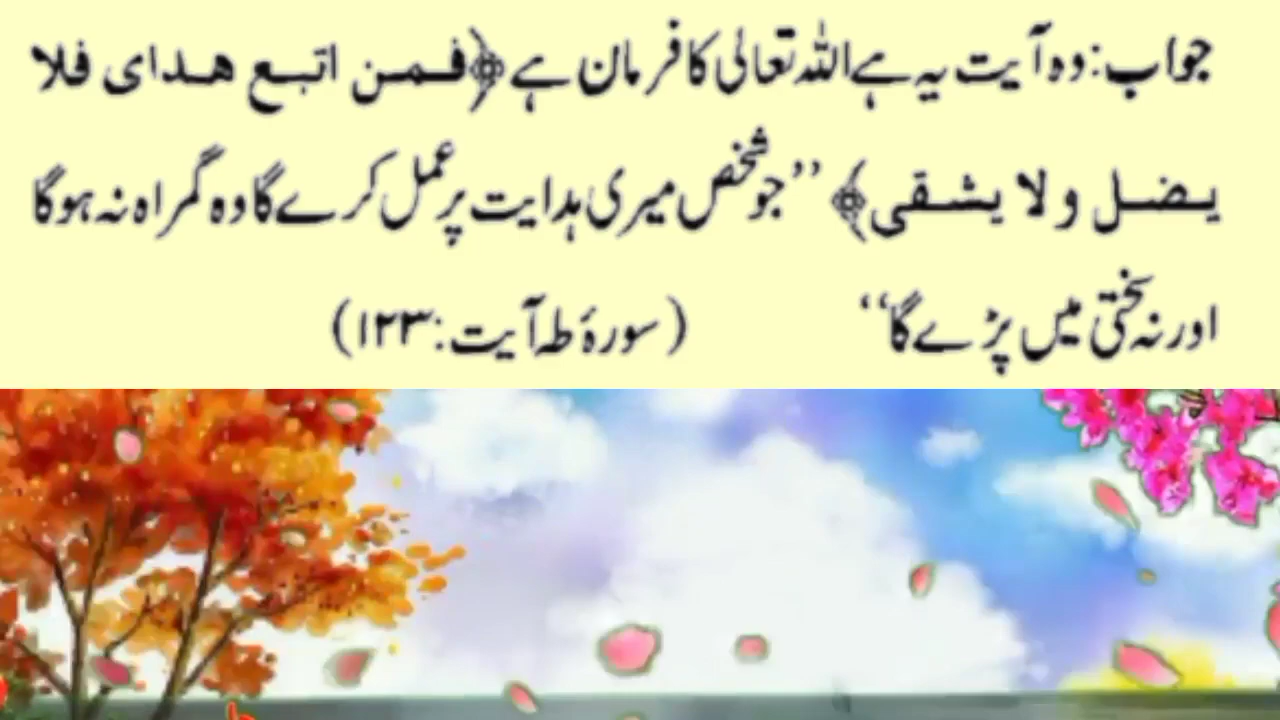 جواب: وہ آیت یہ ہے اللہ تعالی کا فرمان ہے ﴿فمن اتبع هدای فلا
یضل ولا یشقی﴾ ’’جو شخص میری ہدایت پر عمل کرے گا وہ گمراہ نہ ہوگا
اور نہ سختی میں پڑے گا‘‘ (سورۂ طہ آیت: ۱۲۳)